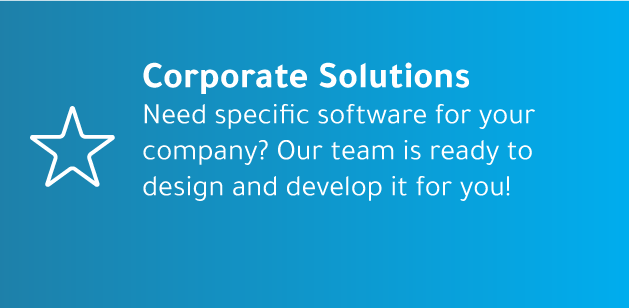 Corporate Solutions
Need specific software for your
company? Our team is ready to
design and develop it for you!